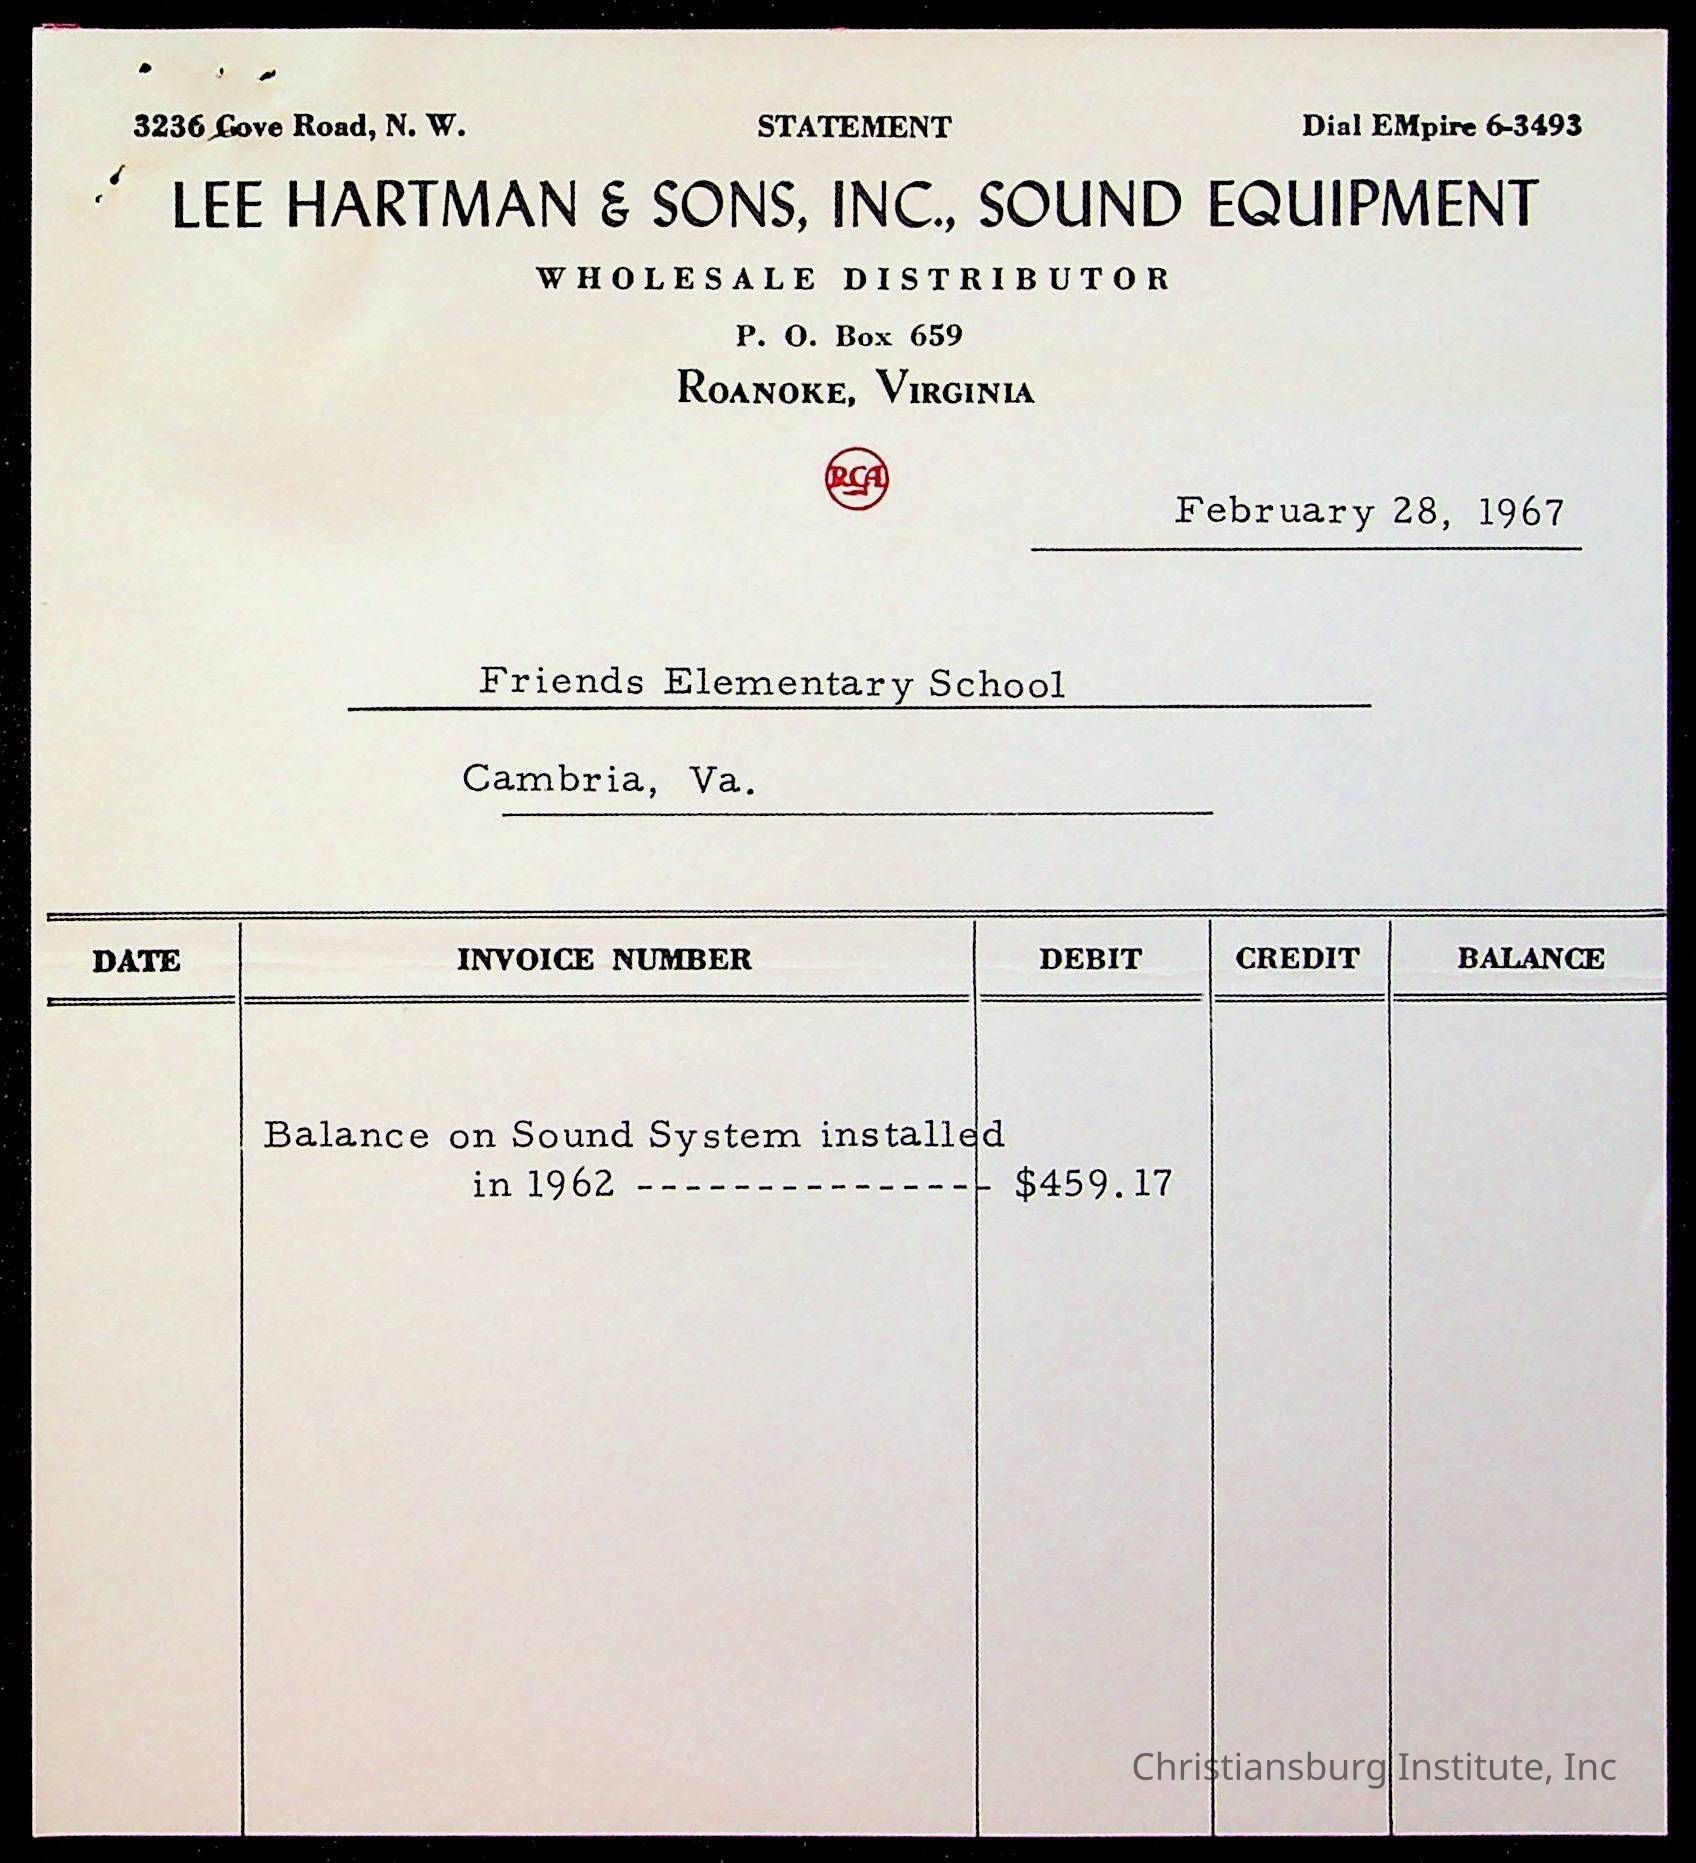 3236 Cove Road, N. W. STATEMENT Dial EMpire 6-3493
LEE HARTMAN & SONS, INC., SOUND EQUIPMENT
WHOLESALE DISTRIBUTOR
P. O. Box 659
ROANOKE, VIRGINIA
RCA
February 28, 1967
Friends Elementary School
Cambria, Va.
DATE INVOICE NUMBER DEBIT CREDIT BALANCE
Balance on Sound System installed
in 1962 --------------- $459.17
Christiansburg Institute, Inc